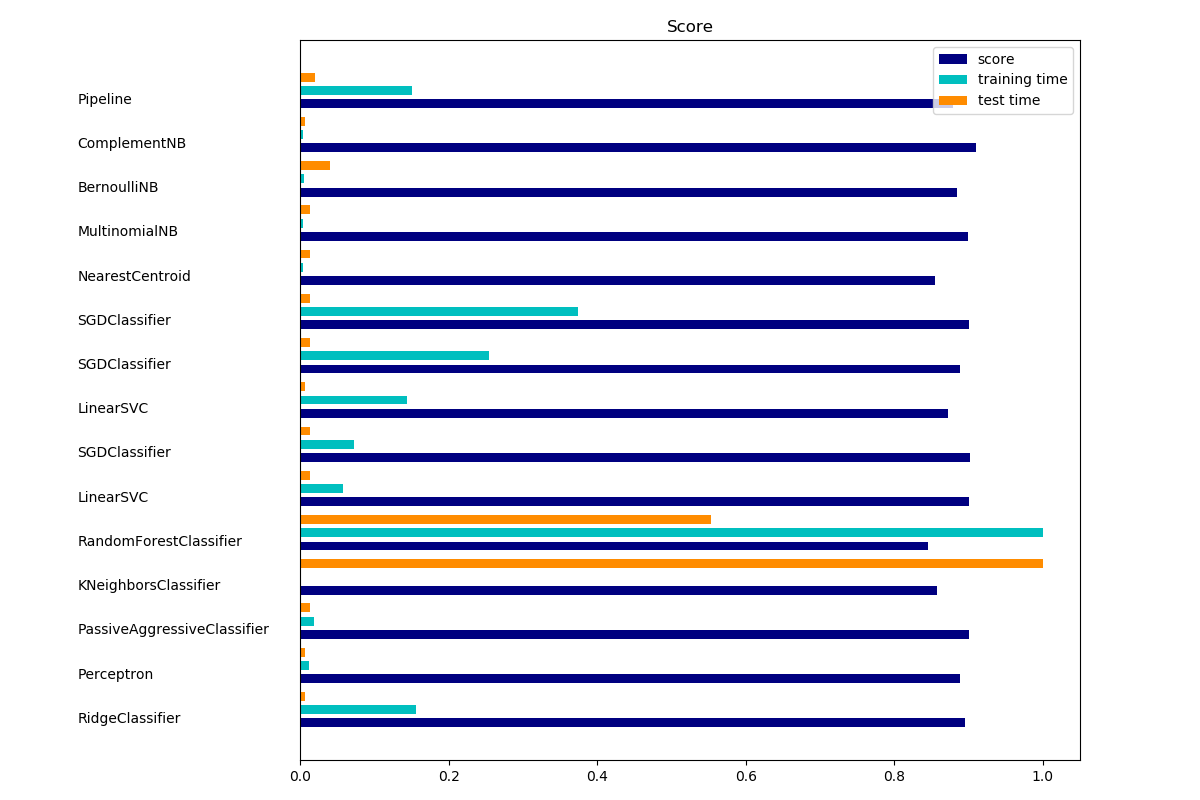 Score
score
training time
test time
Pipeline
ComplementNB
BernoulliNB
MultinomialNB
NearestCentroid
SGDClassifier
SGDClassifier
LinearSVC
SGDClassifier
LinearSVC
RandomForestClassifier
KNeighborsClassifier
PassiveAggressiveClassifier
Perceptron
RidgeClassifier
0.0 0.2 0.4 0.6 0.8 1.0